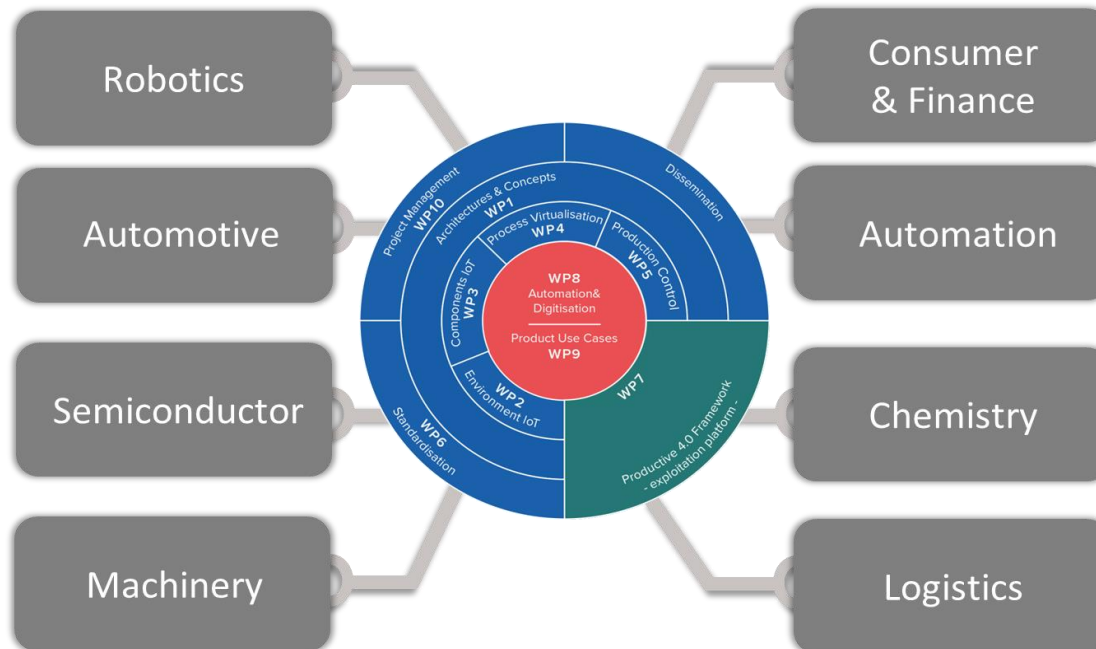 Robotics
Automotive
Semiconductor
Machinery
Project Management
WP10
Dissemination
Architectures & Concepts
WP1
Process Virtualisation
WP4
Production Control
WP5
Components IoT
WP3
WP8
Automation&
Digitisation
Product Use Cases
WP9
WP2
Environment IoT
WP6
Standardisation
WP7
Productive 4.0 Framework
- exploitation platform -
Consumer
& Finance
Automation
Chemistry
Logistics